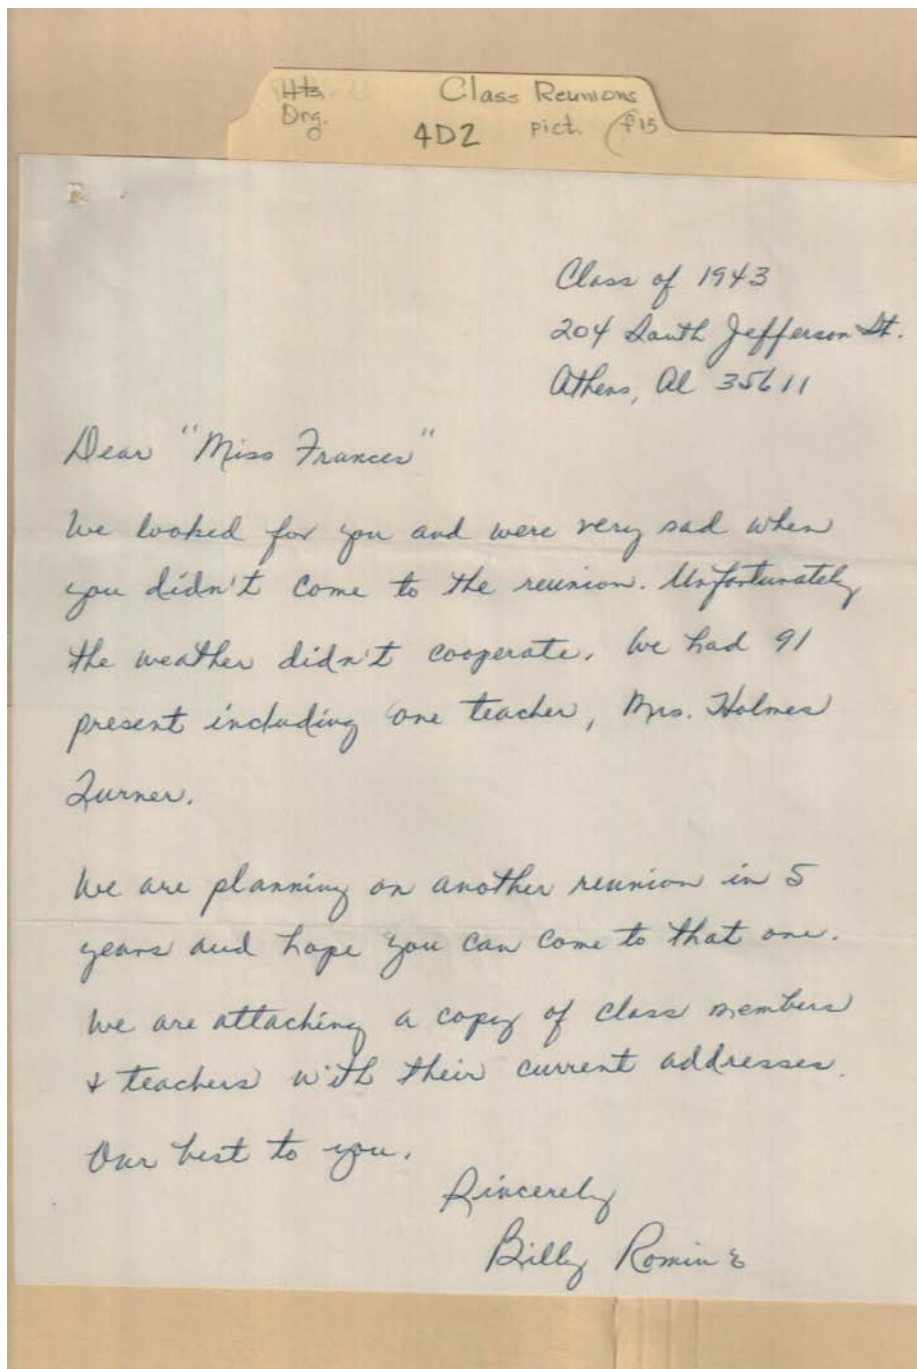 Hts Class Reunions
Org. 4D2 pict. f15
Class of 1943
204 South Jefferson St.
Athens, Al 35611
Dear "Miss Frances"
We looked for you and were very sad when
you didn't come to the reunion. Unfortunately
the weather didn't cooperate. We had 91
present including one teacher, Mrs. Holmes
Turner.
We are planning on another reunion in 5
years and hope you can come to that one.
We are attaching a copy of class members
& teachers with their current addresses.
Our best to you.
Sincerely
Billy Romine